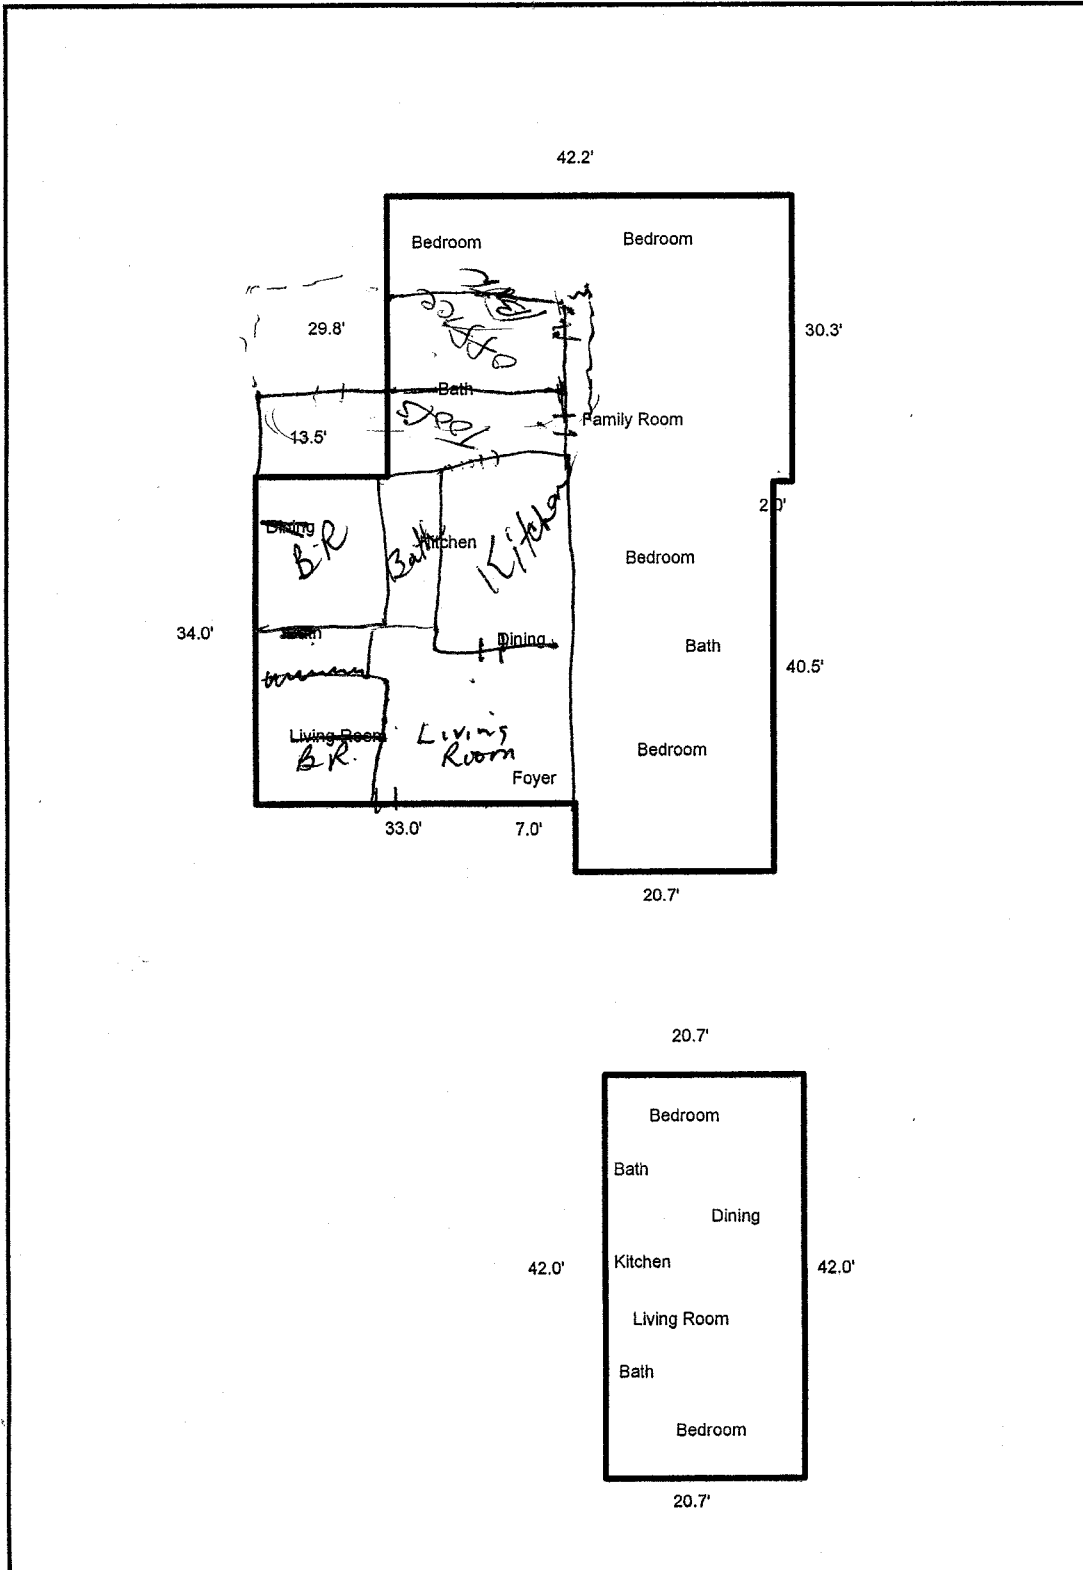 42.2'
Bedroom
Bedroom
29.8'
30.3'
Bath
Deck
Family Room
13.5'
2.0'
Dining
B.R
Bath
Kitchen
Kitchen
Bedroom
34.0'
Dining
Bath
40.5'
Living Room
B.R.
Living
Room
Bedroom
Foyer
33.0'
7.0'
20.7'
20.7'
Bedroom
Bath
Dining
42.0'
Kitchen
42.0'
Living Room
Bath
Bedroom
20.7'